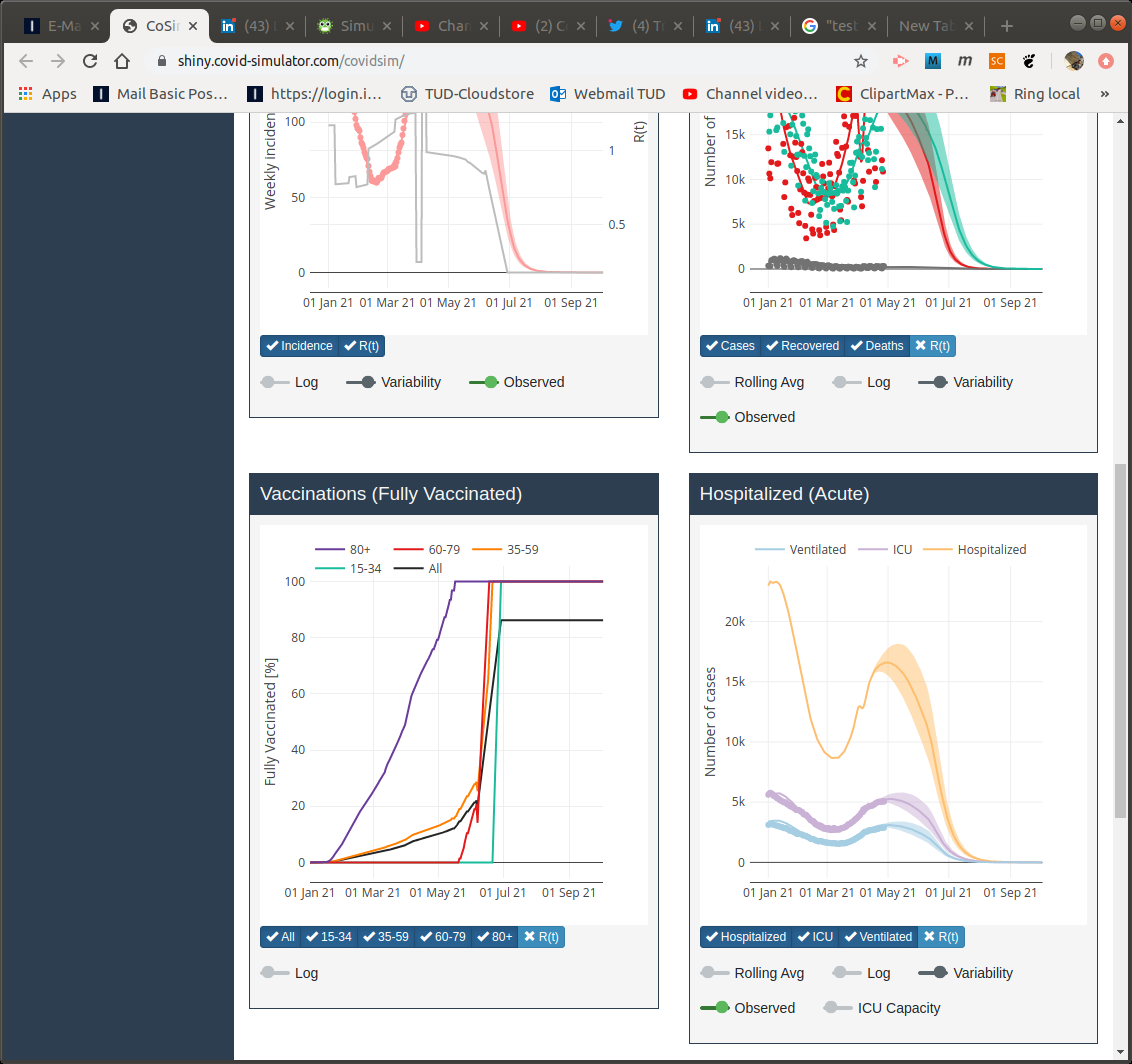 E-Ma
CoSin
(43)
Simu
Chan
(2) C
(4) T
(43)
"test
New Tab
shiny.covid-simulator.com/covidsim/
M
m
SC
Apps
Mail Basic Pos...
https://login.i...
TUD-Cloudstore
Webmail TUD
Channel video...
ClipartMax - P...
Ring local
»
Weekly Inciden
100
50
0
R(t)
1
0.5
01 Jan 21 01 Mar 21 01 May 21 01 Jul 21 01 Sep 21
Incidence R(t)
Log Variability Observed
Number of
15k
10k
5k
0
01 Jan 21 01 Mar 21 01 May 21 01 Jul 21 01 Sep 21
Cases Recovered Deaths R(t)
Rolling Avg Log Variability
Observed
Vaccinations (Fully Vaccinated)
80+ 60-79 35-59
15-34 All
Fully Vaccinated [%]
100
80
60
40
20
0
01 Jan 21 01 Mar 21 01 May 21 01 Jul 21 01 Sep 21
All 15-34 35-59 60-79 80+ R(t)
Log
Hospitalized (Acute)
Ventilated ICU Hospitalized
Number of cases
20k
15k
10k
5k
0
01 Jan 21 01 Mar 21 01 May 21 01 Jul 21 01 Sep 21
Hospitalized ICU Ventilated R(t)
Rolling Avg Log Variability
Observed ICU Capacity